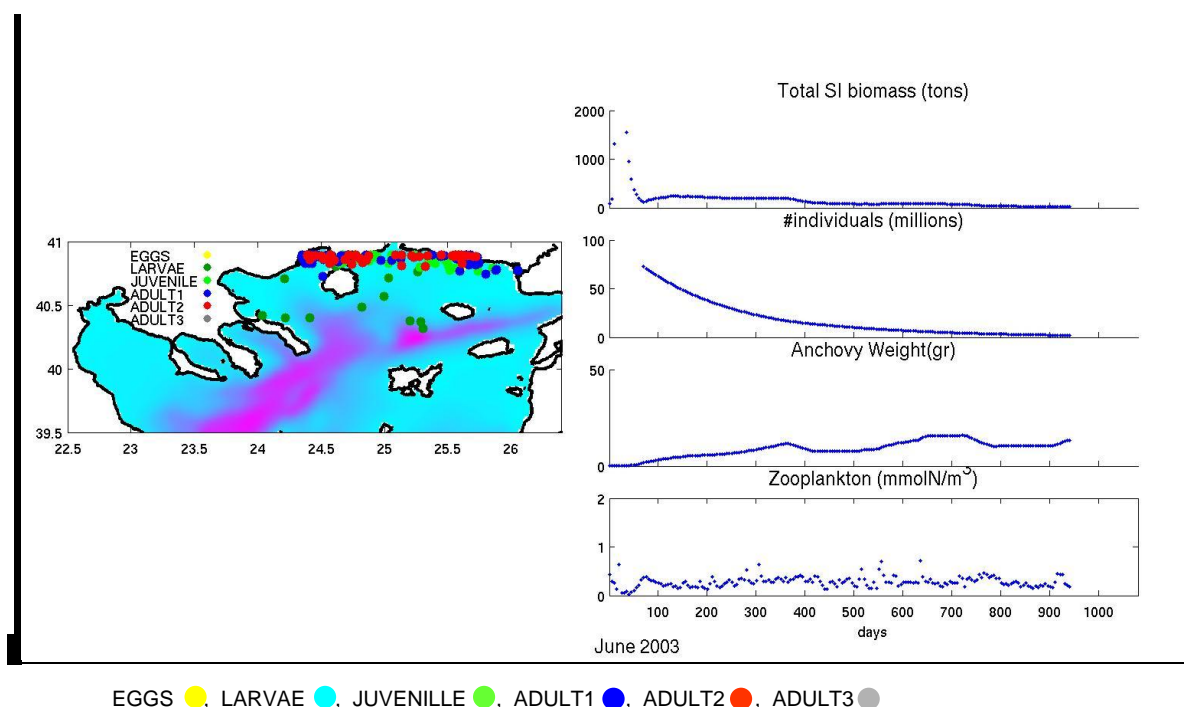 Total SI biomass (tons)
2000
1000
0
#individuals (millions)
100
50
0
41
40.5
40
39.5
22.5 23 23.5 24 24.5 25 25.5 26
EGGS
LARVAE
JUVENILE
ADULT1
ADULT2
ADULT3
Anchovy Weight(gr)
50
0
Zooplankton (mmolN/m³)
2
1
0
100 200 300 400 500 600 700 800 900 1000
days
June 2003
EGGS , LARVAE , JUVENILLE , ADULT1 , ADULT2 , ADULT3